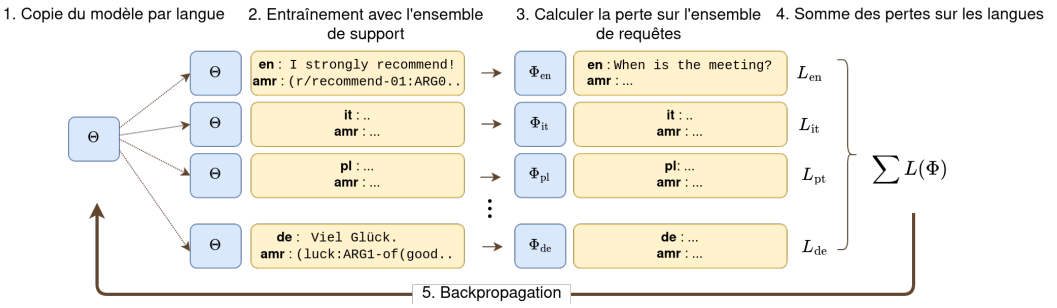 1. Copie du modèle par langue
2. Entraînement avec l'ensemble
de support
3. Calculer la perte sur l'ensemble
de requêtes
4. Somme des pertes sur les langues
Θ
Θ
en : I strongly recommend!
amr : (r/recommend-01:ARG0..
Φen
en : When is the meeting?
amr : ...
Len
Θ
it : ..
amr : ...
Φit
it : ..
amr : ...
Lit
Θ
pl : ...
amr : ...
Φpl
pl: ...
amr : ...
Lpt
∑ L(Φ)
Θ
de : Viel Glück.
amr : (luck:ARG1-of(good..
Φde
de : ...
amr : ...
Lde
5. Backpropagation